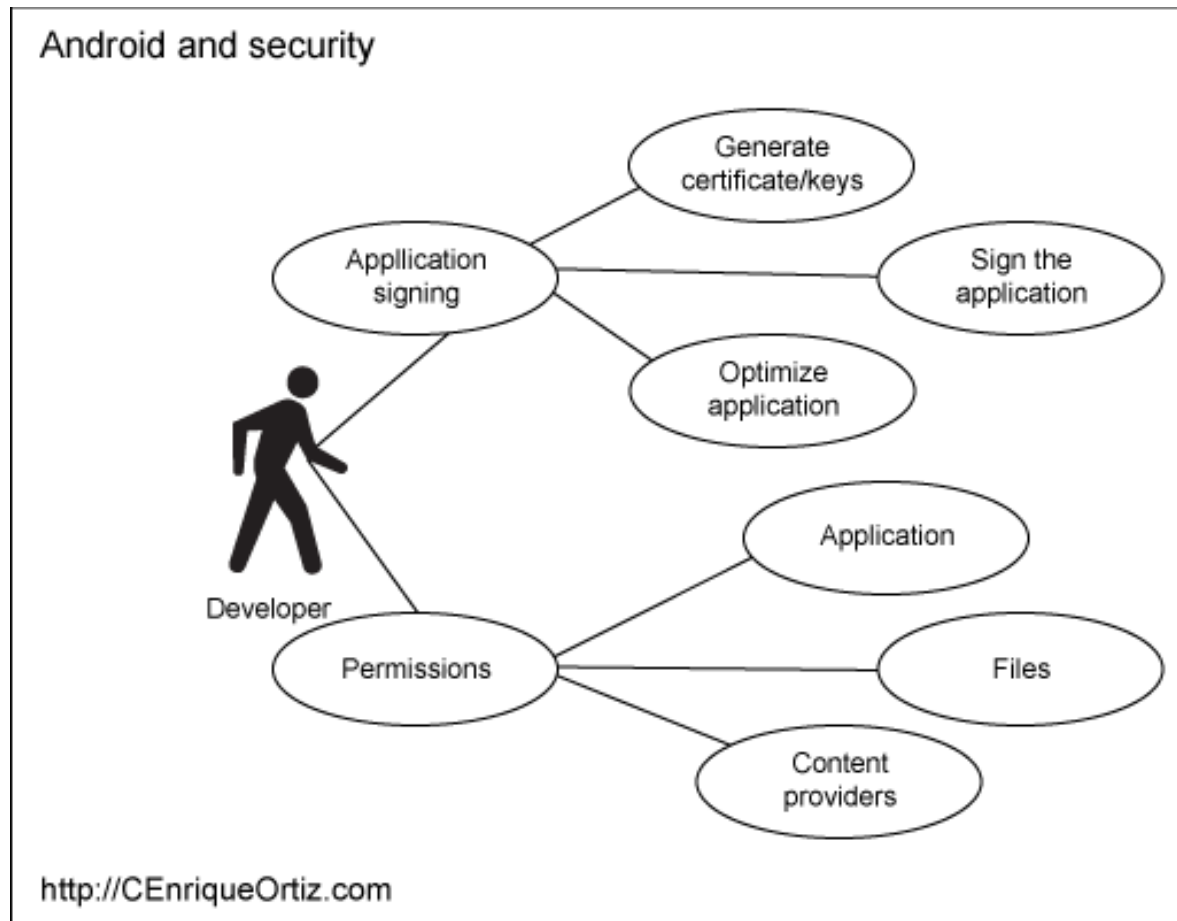 Android and security
Generate
certificate/keys
Appllication
signing
Sign the
application
Optimize
application
Developer
Application
Permissions
Files
Content
providers
http://CEnriqueOrtiz.com